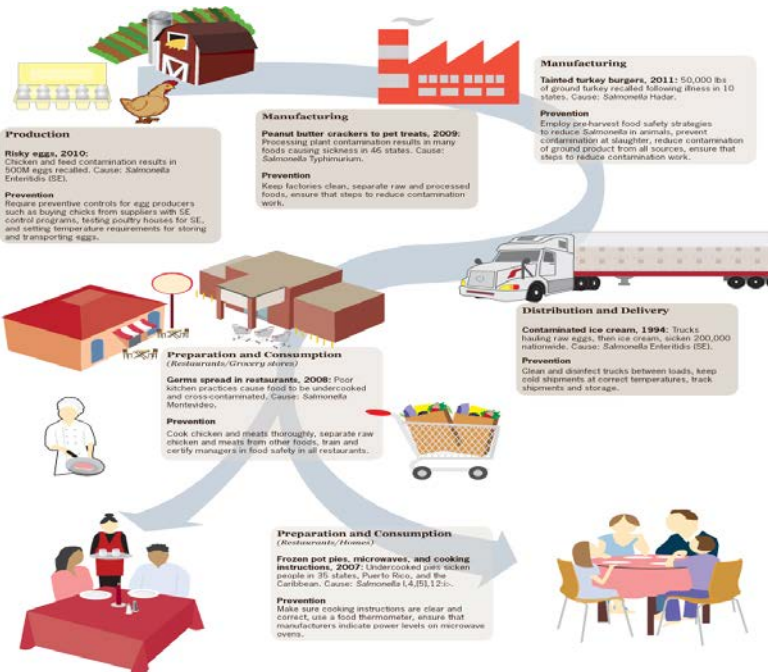 Production
Risky eggs, 2010:
Chicken and feed contamination results in
500M eggs recalled. Cause: Salmonella
Enteritidis (SE).
Prevention
Require preventive controls for egg producers
such as buying chicks from suppliers with SE
control programs, testing poultry houses for SE,
and setting temperature requirements for storing
and transporting eggs.
Manufacturing
Peanut butter crackers to pet treats, 2009:
Processing plant contamination results in many
foods causing sickness in 46 states. Cause:
Salmonella Typhimurium.
Prevention
Keep factories clean, separate raw and processed
foods, ensure that steps to reduce contamination
work.
Manufacturing
Tainted turkey burgers, 2011: 50,000 lbs
of ground turkey recalled following illness in 10
states. Cause: Salmonella Hadar.
Prevention
Employ pre-harvest food safety strategies
to reduce Salmonella in animals, prevent
contamination at slaughter, reduce contamination
of ground product from all sources, ensure that
steps to reduce contamination work.
Distribution and Delivery
Contaminated ice cream, 1994: Trucks
hauling raw eggs, then ice cream, sicken 200,000
nationwide. Cause: Salmonella Enteritidis (SE).
Prevention
Clean and disinfect trucks between loads, keep
cold shipments at correct temperatures, track
shipments and storage.
Preparation and Consumption
(Restaurants/Grocery stores)
Germs spread in restaurants, 2008: Poor
kitchen practices cause food to be undercooked
and cross-contaminated. Cause: Salmonella
Montevideo.
Prevention
Cook chicken and meats thoroughly, separate raw
chicken and meats from other foods, train and
certify managers in food safety in all restaurants.
Preparation and Consumption
(Restaurants/Homes)
Frozen pot pies, microwaves, and cooking
instructions, 2007: Undercooked pies sicken
people in 35 states, Puerto Rico, and the
Caribbean. Cause: Salmonella I,4,[5],12:i:-.
Prevention
Make sure cooking instructions are clear and
correct, use a food thermometer, ensure that
manufacturers indicate power levels on microwave
ovens.